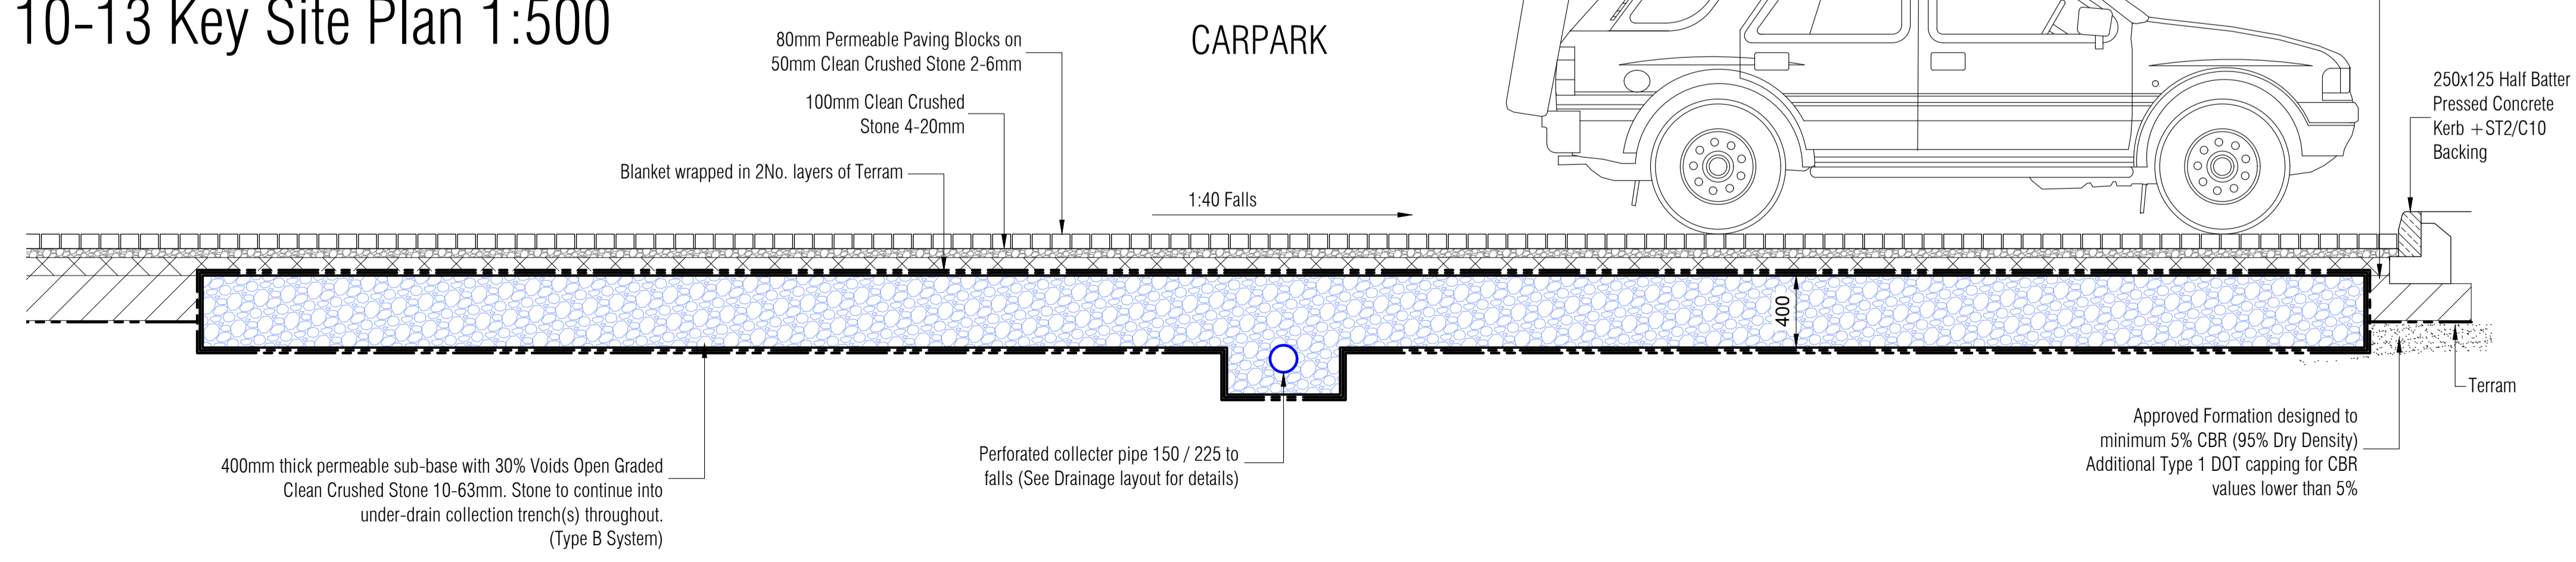 10-13 Key Site Plan 1:500
CARPARK
80mm Permeable Paving Blocks on
50mm Clean Crushed Stone 2-6mm
100mm Clean Crushed
Stone 4-20mm
Blanket wrapped in 2No. layers of Terram
1:40 Falls
250x125 Half Batter
Pressed Concrete
Kerb +ST2/C10
Backing
400
Terram
Approved Formation designed to
minimum 5% CBR (95% Dry Density)
Additional Type 1 DOT capping for CBR
values lower than 5%
Perforated collecter pipe 150 / 225 to
falls (See Drainage layout for details)
400mm thick permeable sub-base with 30% Voids Open Graded
Clean Crushed Stone 10-63mm. Stone to continue into
under-drain collection trench(s) throughout.
(Type B System)